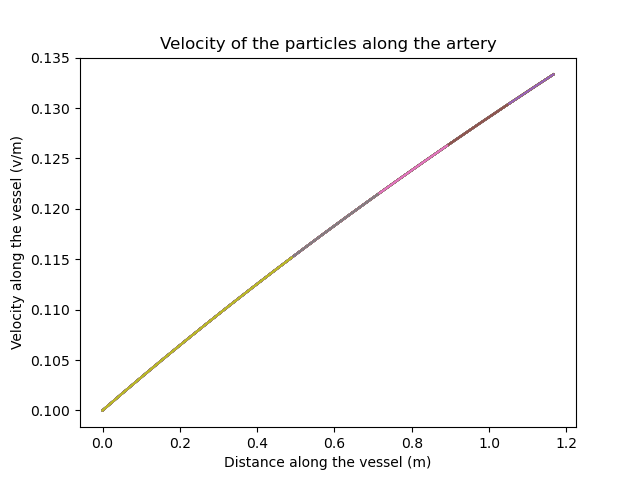 Velocity of the particles along the artery
0.135
0.130
0.125
0.120
0.115
0.110
0.105
0.100
Velocity along the vessel (v/m)
0.0 0.2 0.4 0.6 0.8 1.0 1.2
Distance along the vessel (m)